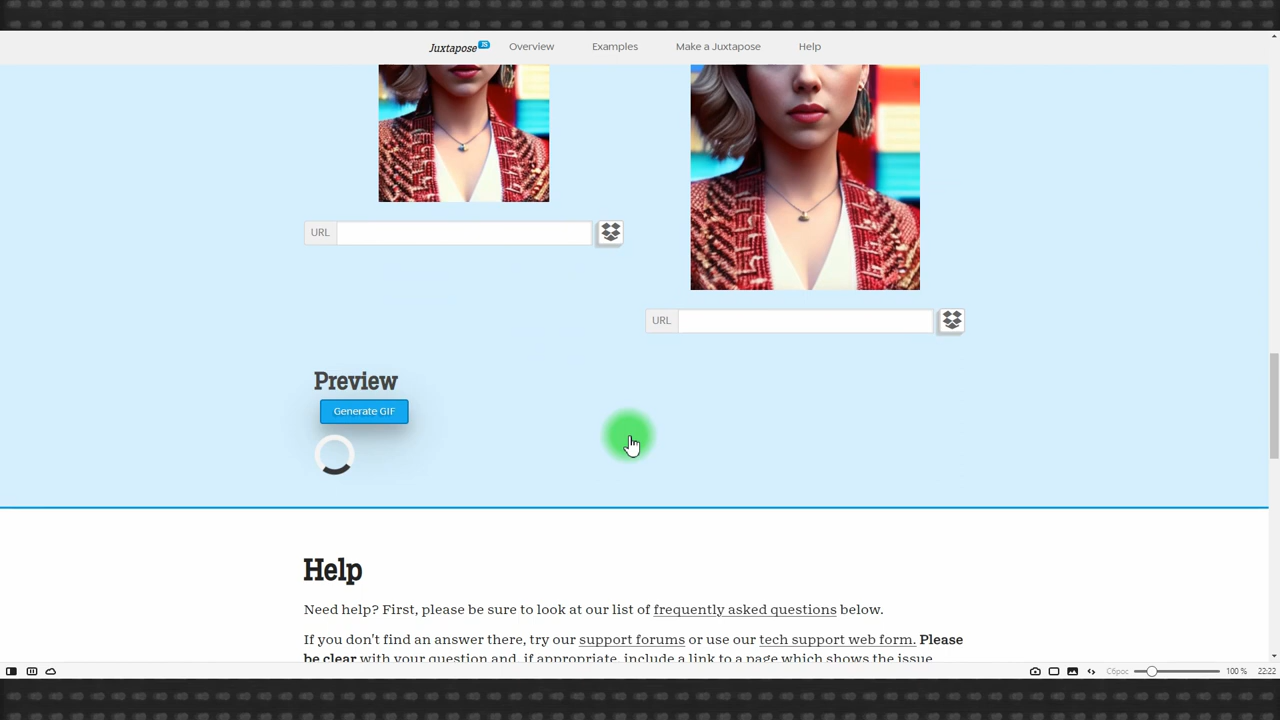 Juxtapose JS
Overview
Examples
Make a Juxtapose
Help
URL
URL
Preview
Generate GIF
Help
Need help? First, please be sure to look at our list of frequently asked questions below.
If you don't find an answer there, try our support forums or use our tech support web form. Please
be clear with your question and, if appropriate, include a link to a page which shows the issue.
Сброс
100 %
22:22